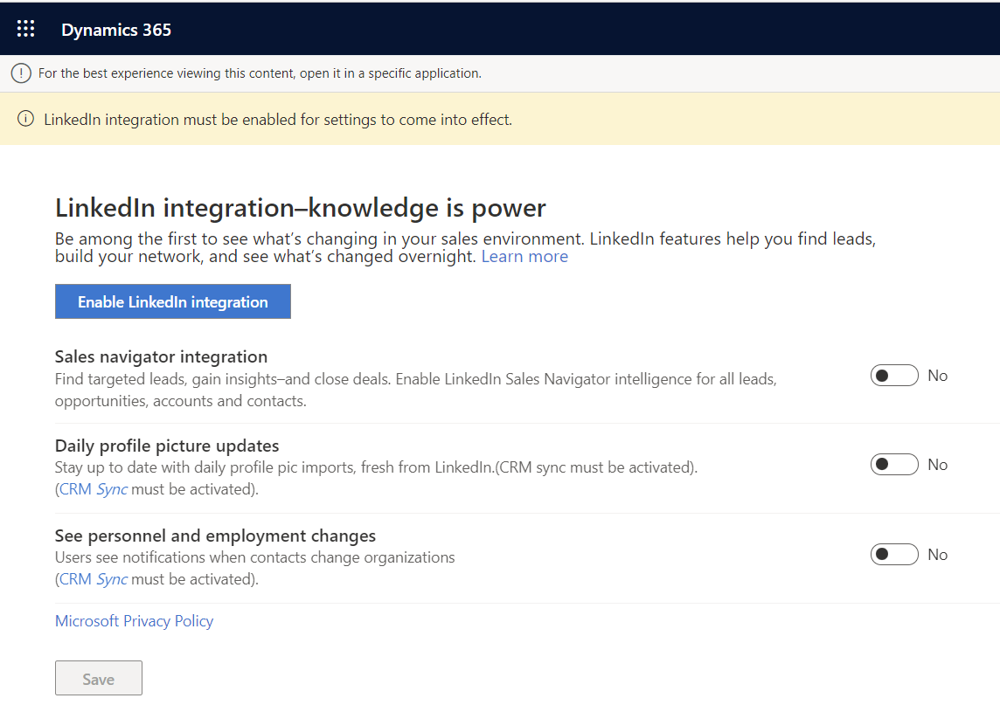 Dynamics 365
For the best experience viewing this content, open it in a specific application.
LinkedIn integration must be enabled for settings to come into effect.
LinkedIn integration–knowledge is power
Be among the first to see what's changing in your sales environment. LinkedIn features help you find leads,
build your network, and see what's changed overnight. Learn more
Enable LinkedIn integration
Sales navigator integration
Find targeted leads, gain insights–and close deals. Enable LinkedIn Sales Navigator intelligence for all leads,
opportunities, accounts and contacts.
No
Daily profile picture updates
Stay up to date with daily profile pic imports, fresh from LinkedIn.(CRM sync must be activated).
(CRM Sync must be activated).
No
See personnel and employment changes
Users see notifications when contacts change organizations
(CRM Sync must be activated).
No
Microsoft Privacy Policy
Save